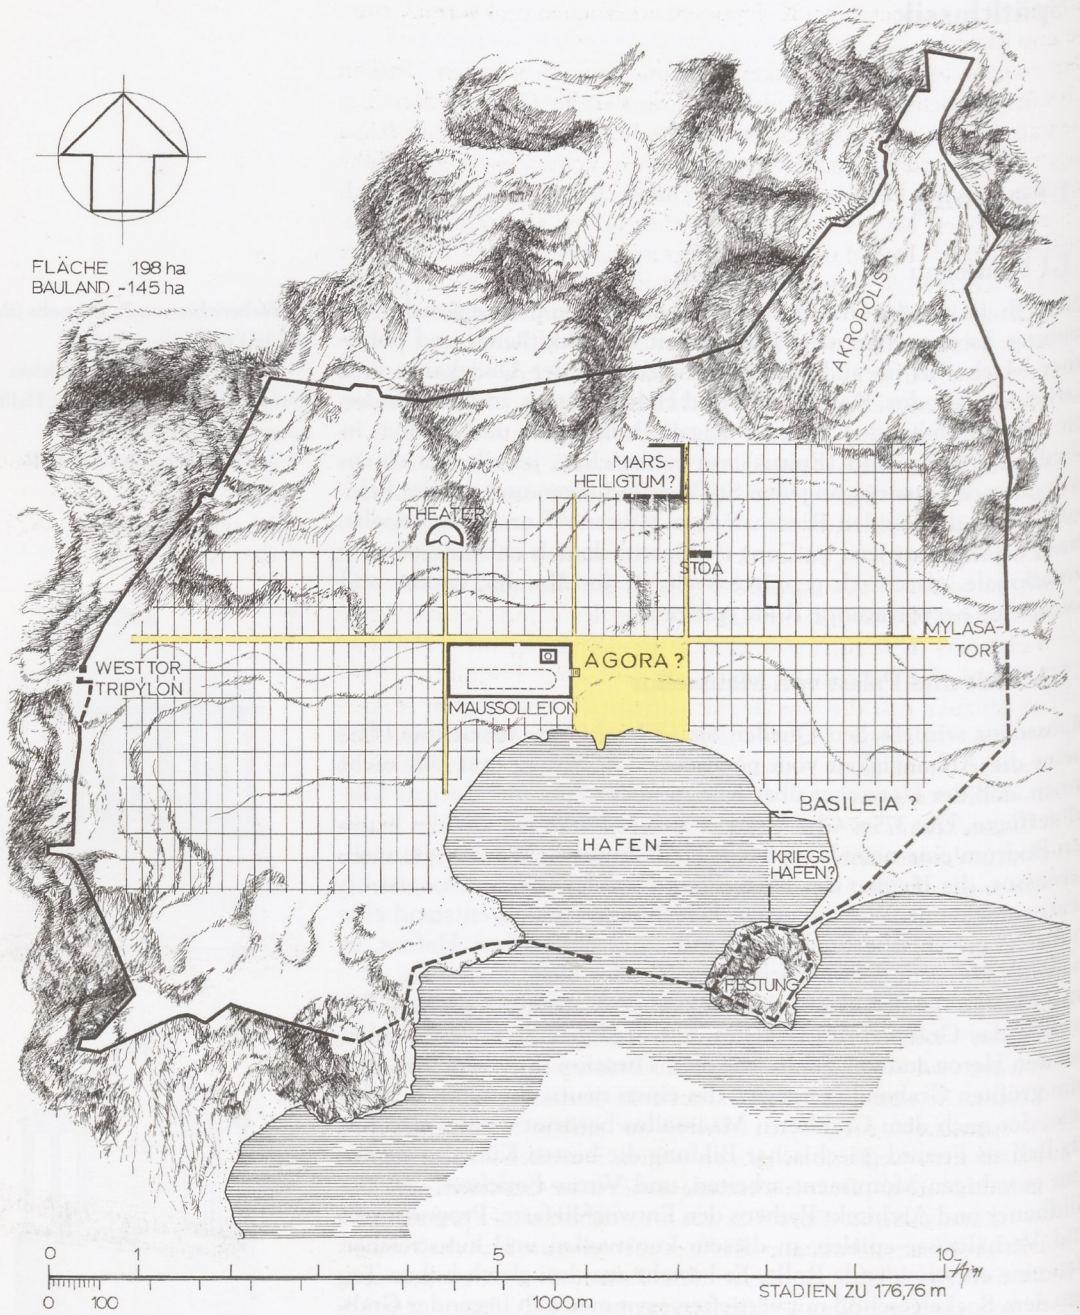 FLÄCHE 198 ha
BAULAND ~145 ha
AKROPOLIS
MARS-
HEILIGTUM?
THEATER
STOA
MYLASA-
TOR
WESTTOR
TRIPYLON
AGORA?
MAUSSOLLEION
BASILEIA?
HAFEN
KRIEGS
HAFEN?
FESTUNG
0 1 5 10
STADIEN ZU 176,76 m
0 100 1000m